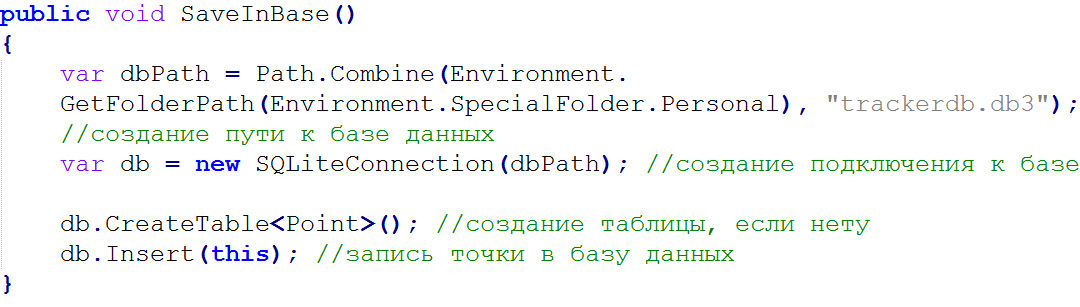 public void SaveInBase()
{
var dbPath = Path.Combine(Environment.
GetFolderPath(Environment.SpecialFolder.Personal), "trackerdb.db3");
//создание пути к базе данных
var db = new SQLiteConnection(dbPath); //создание подключения к базе
db.CreateTable<Point>(); //создание таблицы, если нету
db.Insert(this); //запись точки в базу данных
}